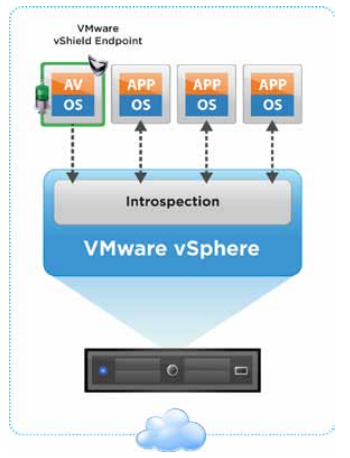 VMware
vShield Endpoint
AV APP APP APP
OS OS OS OS
Introspection
VMware vSphere